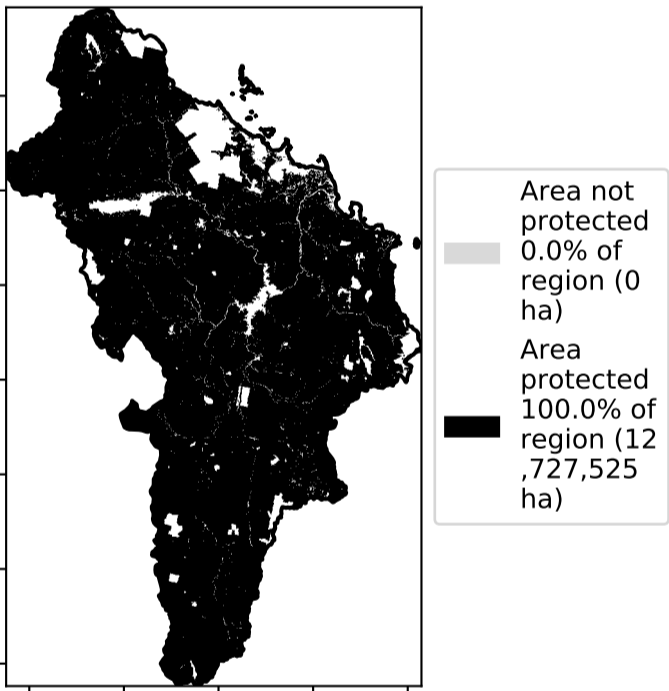 Area not
protected
0.0% of
region (0
ha)
Area
protected
100.0% of
region (12
,727,525
ha)